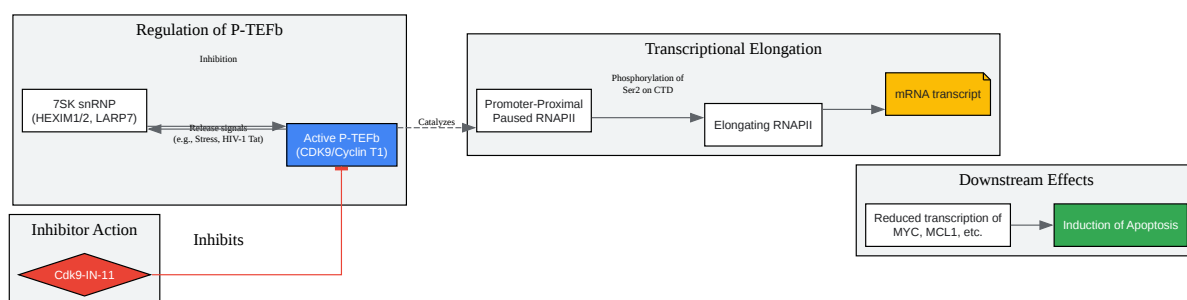 Regulation of P-TEFb
Inhibition
7SK snRNP
(HEXIM1/2, LARP7)
Release signals
(e.g., Stress, HIV-1 Tat)
Active P-TEFb
(CDK9/Cyclin T1)
Catalyzes
Transcriptional Elongation
Promoter-Proximal
Paused RNAPII
Phosphorylation of
Ser2 on CTD
Elongating RNAPII
mRNA transcript
Downstream Effects
Reduced transcription of
MYC, MCL1, etc.
Induction of Apoptosis
Inhibitor Action
Cdk9-IN-11
Inhibits